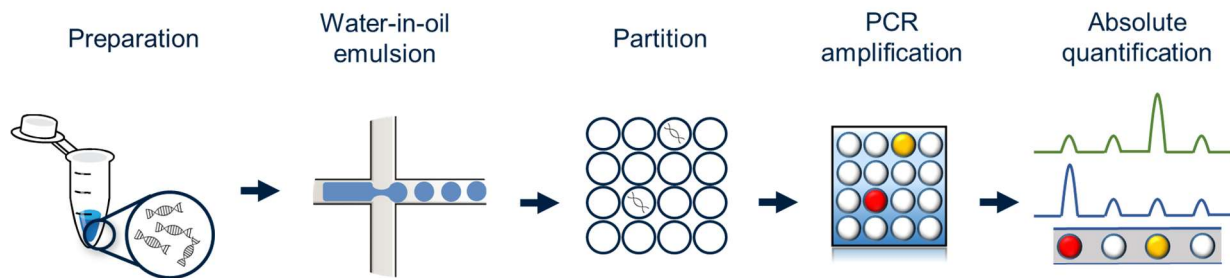 Preparation
Water-in-oil
emulsion
Partition
PCR
amplification
Absolute
quantification